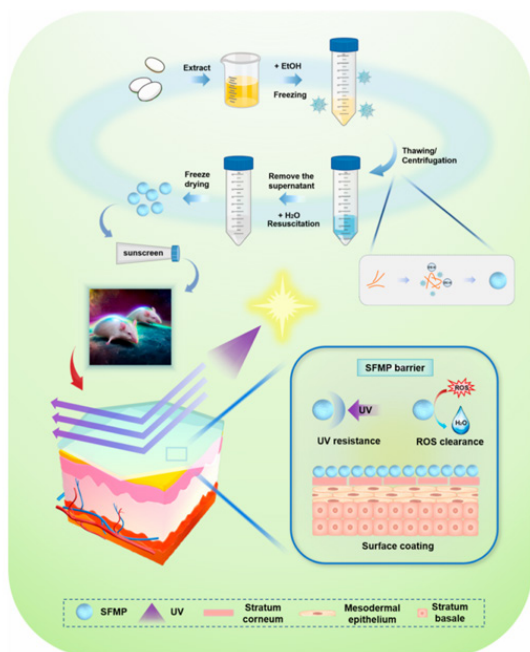 Extract
+ EtOH
Freezing
Thawing/
Centrifugation
Freeze
drying
Remove the
supernatant
+ H₂O
Resuscitation
sunscreen
SFMP barrier
UV
ROS
H₂O
UV resistance
ROS clearance
Surface coating
SFMP
UV
Stratum
corneum
Mesodermal
epithelium
Stratum
basale